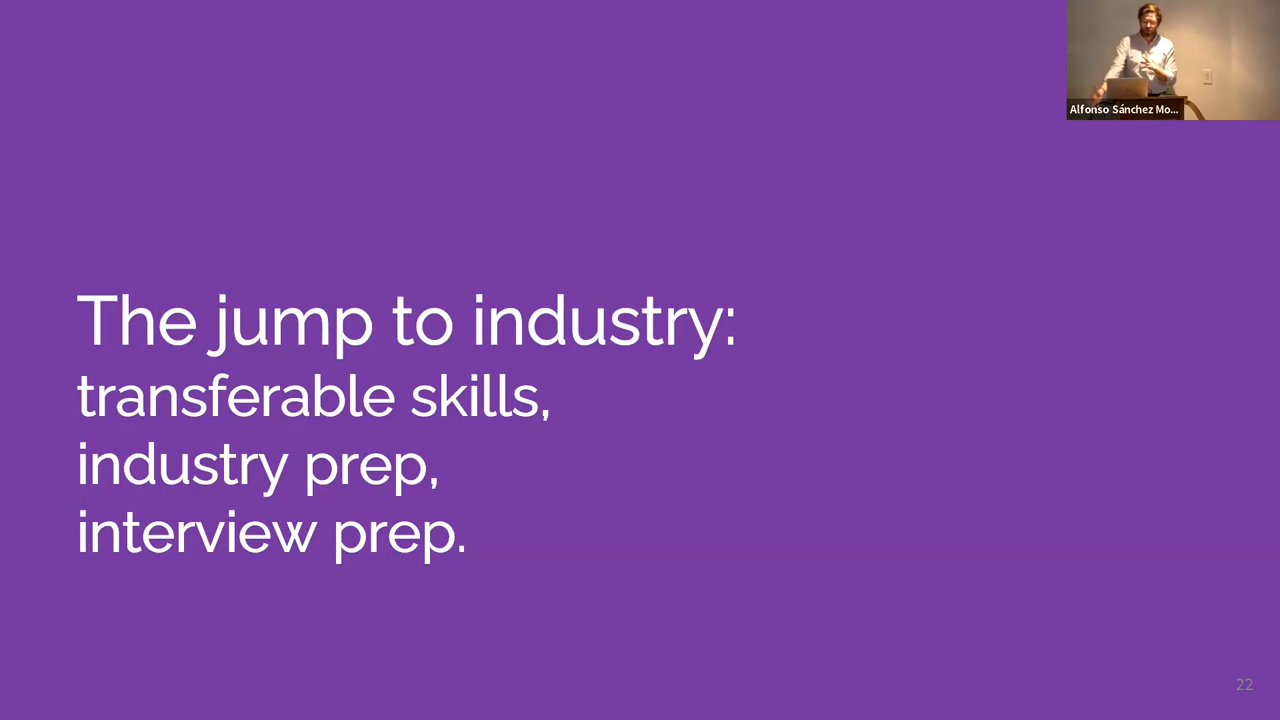 Alfonso Sánchez Mo...
The jump to industry:
transferable skills,
industry prep,
interview prep.
22